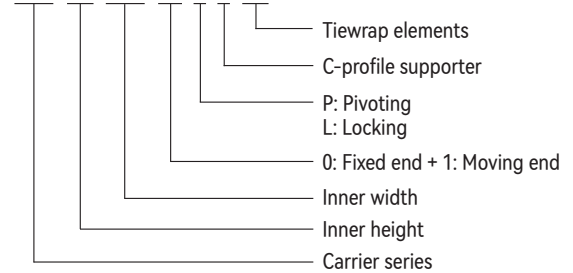 Tiewrap elements
C-profile supporter
P: Pivoting
L: Locking
0: Fixed end + 1: Moving end
Inner width
Inner height
Carrier series